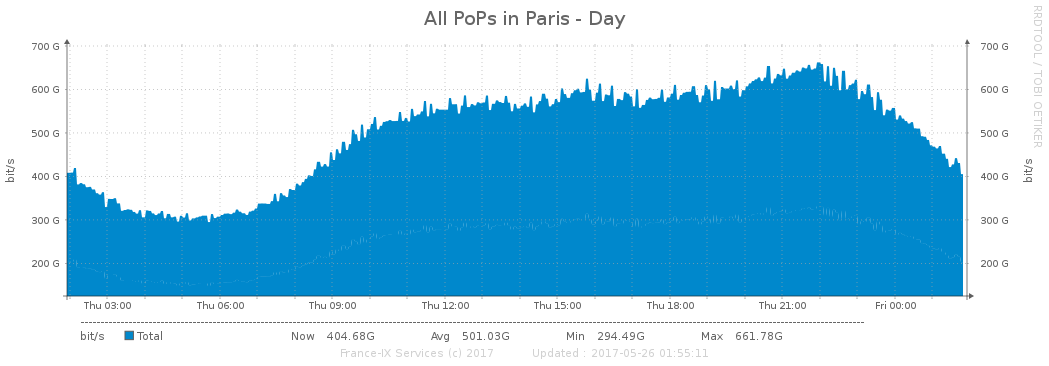 All PoPs in Paris - Day
RRDTOOL / TOBI OETIKER
700 G 700 G
600 G 600 G
500 G 500 G
400 G 400 G
300 G 300 G
200 G 200 G
bit/s bit/s
Thu 03:00 Thu 06:00 Thu 09:00 Thu 12:00 Thu 15:00 Thu 18:00 Thu 21:00 Fri 00:00
bit/s Total Now 404.68G Avg 501.03G Min 294.49G Max 661.78G
France-IX Services (c) 2017 Updated : 2017-05-26 01:55:11